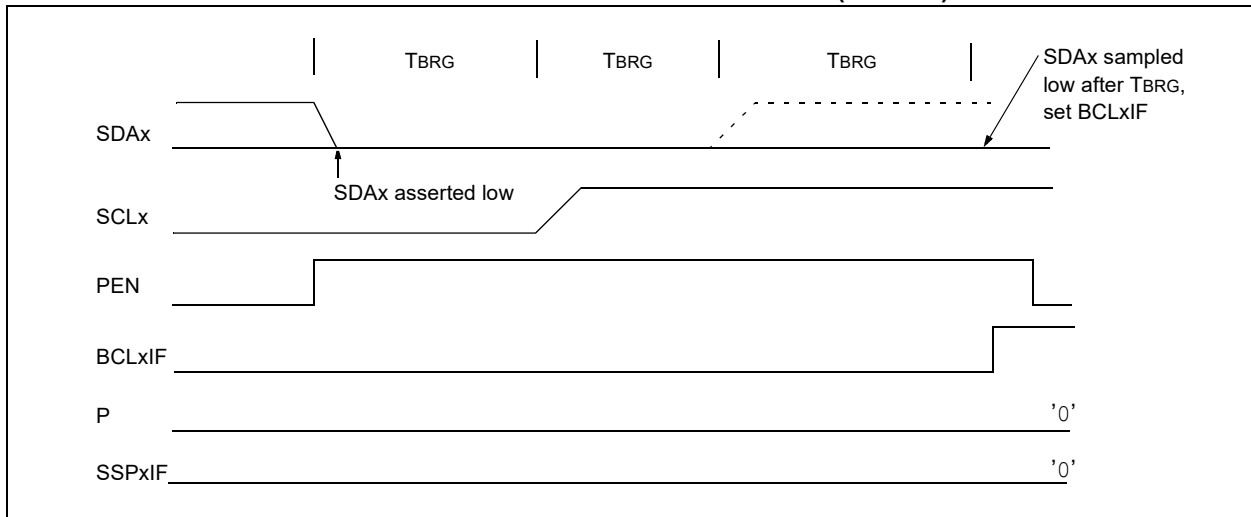 TBRG TBRG TBRG
SDAx sampled
low after TBRG,
set BCLxIF
SDAx
SDAx asserted low
SCLx
PEN
BCLxIF
P '0'
SSPxIF '0'